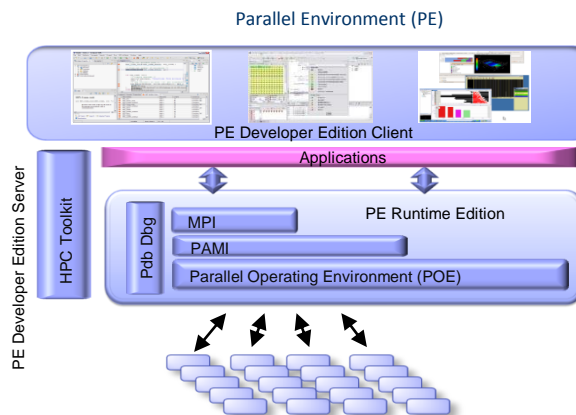 Parallel Environment (PE)
PE Developer Edition Client
Applications
PE Developer Edition Server
HPC Toolkit
Pdb Dbg
PE Runtime Edition
MPI
PAMI
Parallel Operating Environment (POE)